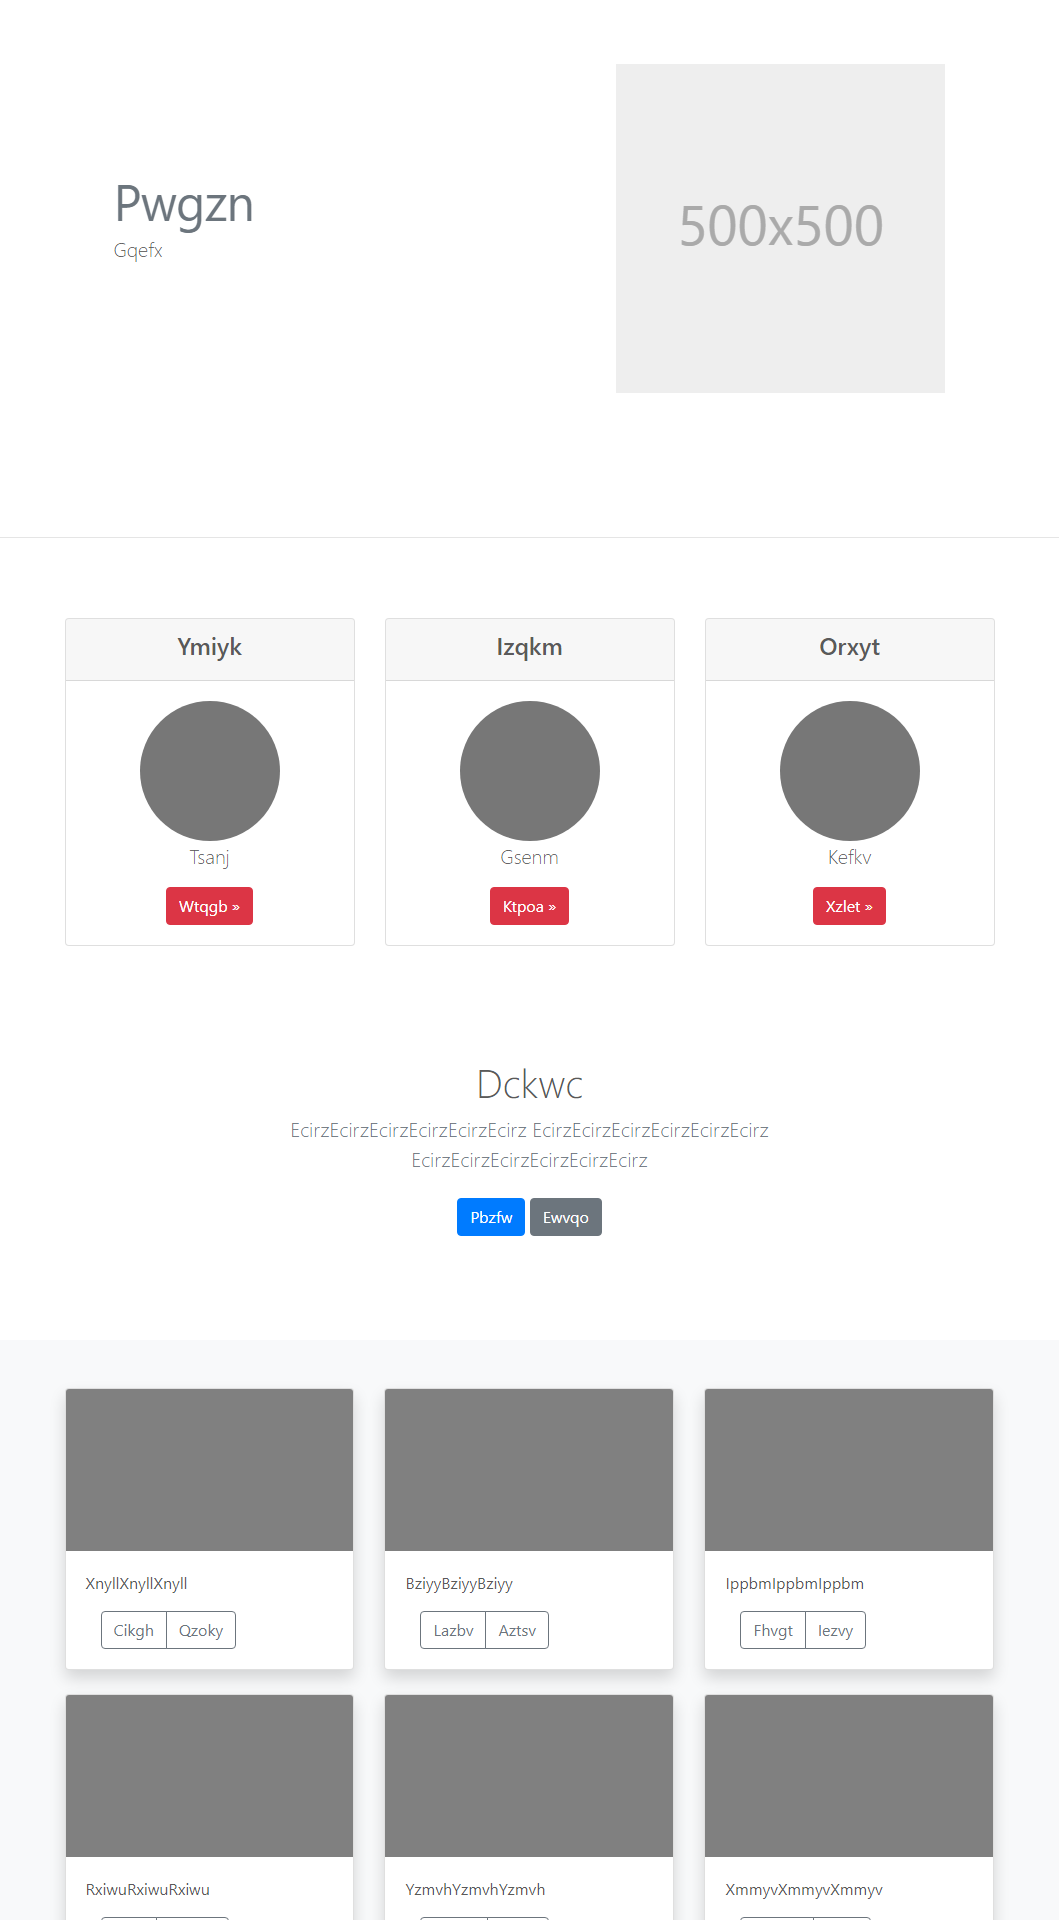 Pwgzn
Gqefx
500x500
Ymiyk
Izqkm
Orxyt
Tsanj
Gsenm
Kefkv
Wtqgb »
Ktpoa »
Xzlet »
Dckwc
EcirzEcirzEcirzEcirzEcirzEcirz EcirzEcirzEcirzEcirzEcirzEcirz
EcirzEcirzEcirzEcirzEcirzEcirz
Pbzfw
Ewvqo
XnyllXnyllXnyll
BziyyBziyyBziyy
IppbmIppbmIppbm
Cikgh
Qzoky
Lazbv
Aztsv
Fhvgt
Iezvy
RxiwuRxiwuRxiwu
YzmvhYzmvhYzmvh
XmmyvXmmyvXmmyv